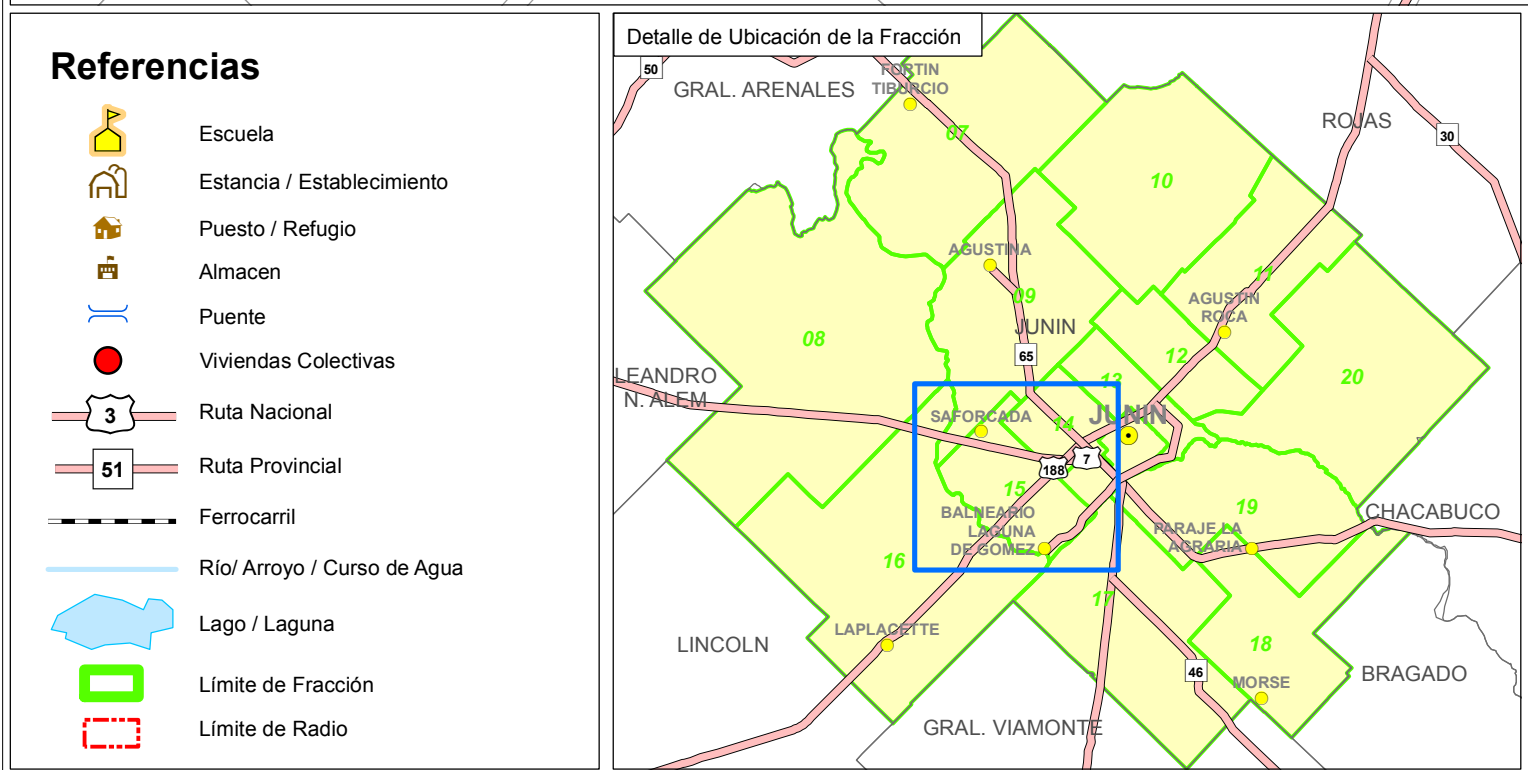 Referencias
Escuela
Estancia / Establecimiento
Puesto / Refugio
Almacen
Puente
Viviendas Colectivas
3
Ruta Nacional
51
Ruta Provincial
Ferrocarril
Río/ Arroyo / Curso de Agua
Lago / Laguna
Límite de Fracción
Límite de Radio
Detalle de Ubicación de la Fracción
50
GRAL. ARENALES
FORTIN
TIBURCIO
07
ROJAS
30
10
AGUSTINA
09
11
AGUSTIN
ROCA
JUNIN
08
65
12
20
LEANDRO
N. ALEM
13
SAFORCADA
14
JUNIN
7
188
15
BALNEARIO
LAGUNA
DE GOMEZ
19
CHACABUCO
PARAJE LA
AGRARIA
16
17
LAPLACETTE
LINCOLN
18
46
MORSE
BRAGADO
GRAL. VIAMONTE